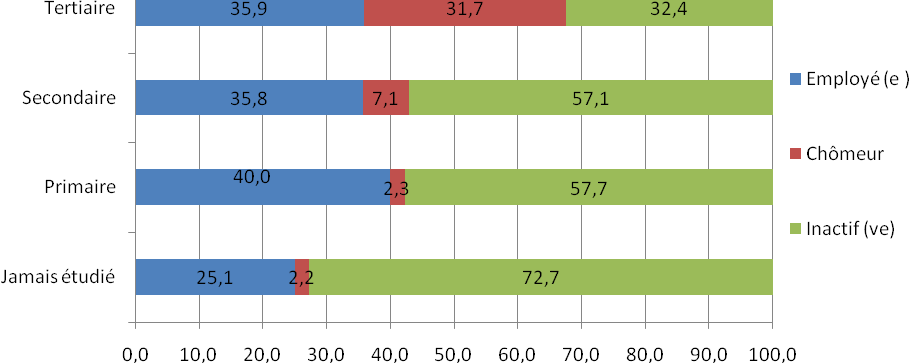 Tertiaire 35,9 31,7 32,4
Employé (e )
Secondaire 35,8 7,1 57,1
Chômeur
Primaire 40,0 2,3 57,7
Inactif (ve)
Jamais étudié 25,1 2,2 72,7
0,0 10,0 20,0 30,0 40,0 50,0 60,0 70,0 80,0 90,0 100,0